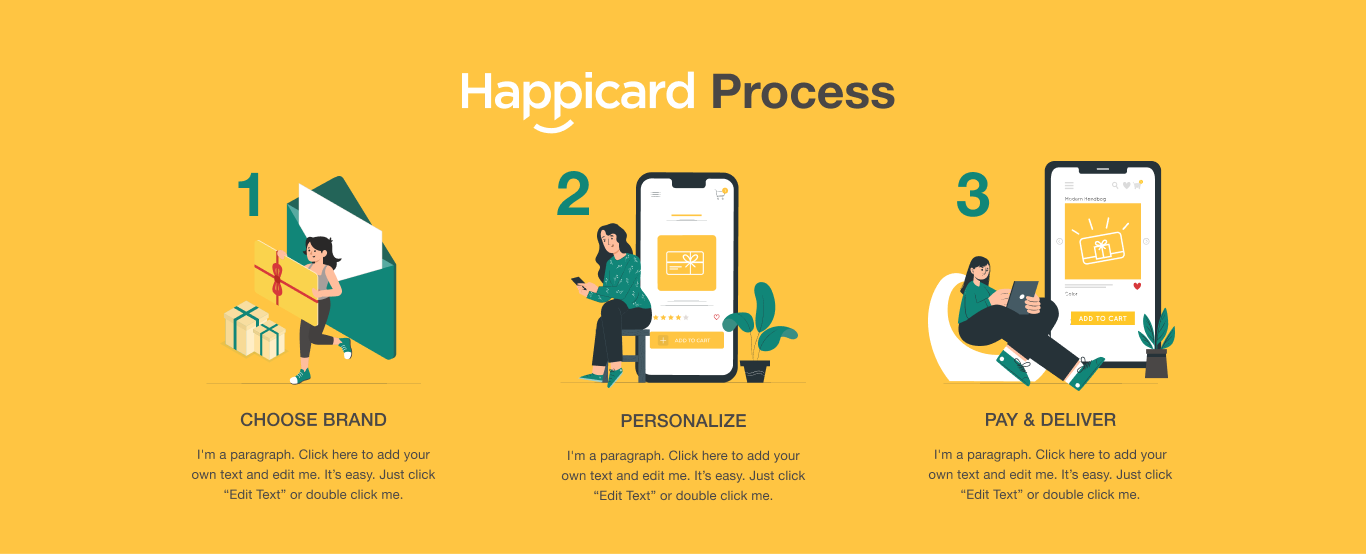 Happicard Process
1
2
3
Modern Handbag
Color
ADD TO CART
ADD TO CART
CHOOSE BRAND
PERSONALIZE
PAY & DELIVER
I'm a paragraph. Click here to add your
own text and edit me. It’s easy. Just click
“Edit Text” or double click me.
I'm a paragraph. Click here to add your
own text and edit me. It’s easy. Just click
“Edit Text” or double click me.
I'm a paragraph. Click here to add your
own text and edit me. It’s easy. Just click
“Edit Text” or double click me.